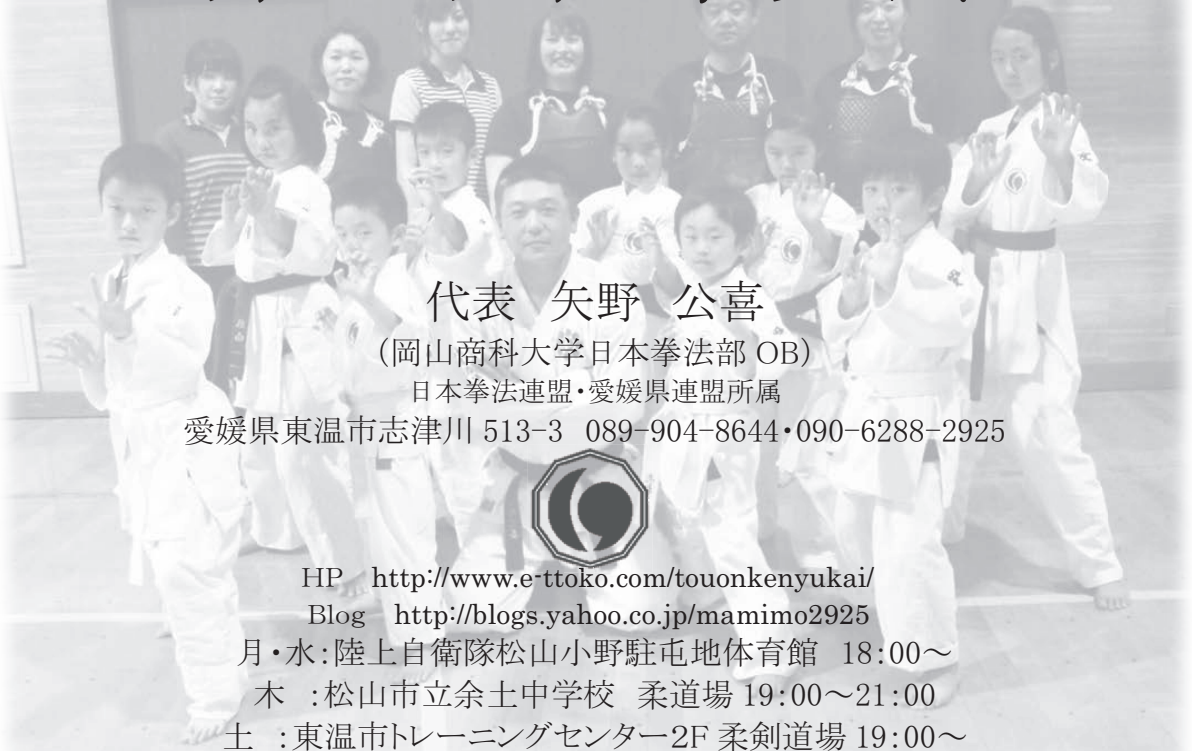 代表　矢野　公喜
（岡山商科大学日本拳法部 OB）
日本拳法連盟・愛媛県連盟所属
愛媛県東温市志津川 513-3　089-904-8644・090-6288-2925
HP　http://www.e-ttoko.com/touonkenyukai/
Blog　http://blogs.yahoo.co.jp/mamimo2925
月・水：陸上自衛隊松山小野駐屯地体育館　18：00～
木　：松山市立余土中学校　柔道場 19：00～21：00
土　：東温市トレーニングセンター２F 柔剣道場 19：00～